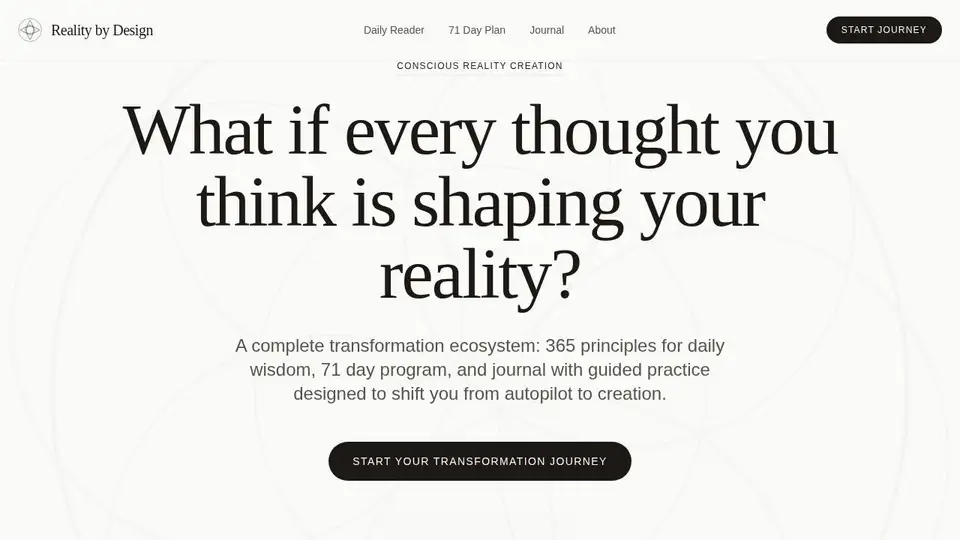 Reality by Design
Daily Reader
71 Day Plan
Journal
About
START JOURNEY
CONSCIOUS REALITY CREATION
What if every thought you
think is shaping your
reality?
A complete transformation ecosystem: 365 principles for daily
wisdom, 71 day program, and journal with guided practice
designed to shift you from autopilot to creation.
START YOUR TRANSFORMATION JOURNEY